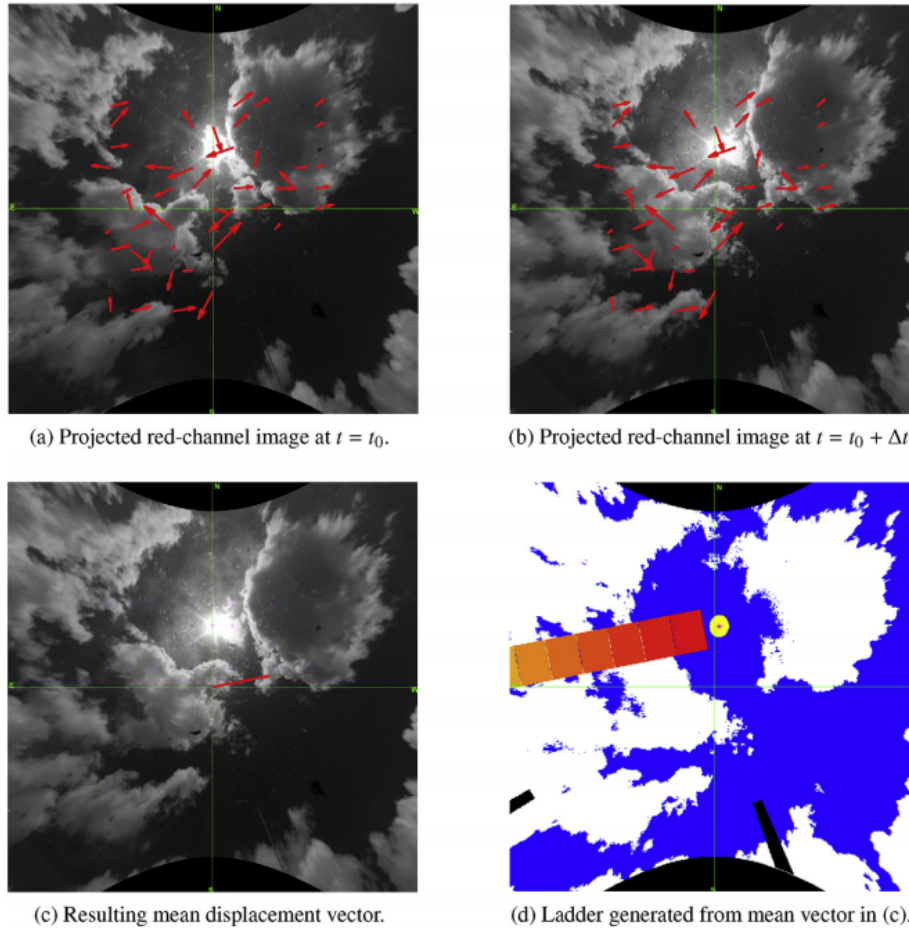 N
N
E
W
E
S
(a) Projected red-channel image at t = t₀.
(b) Projected red-channel image at t = t₀ + Δt
N
N
E
W
E
(c) Resulting mean displacement vector.
(d) Ladder generated from mean vector in (c).